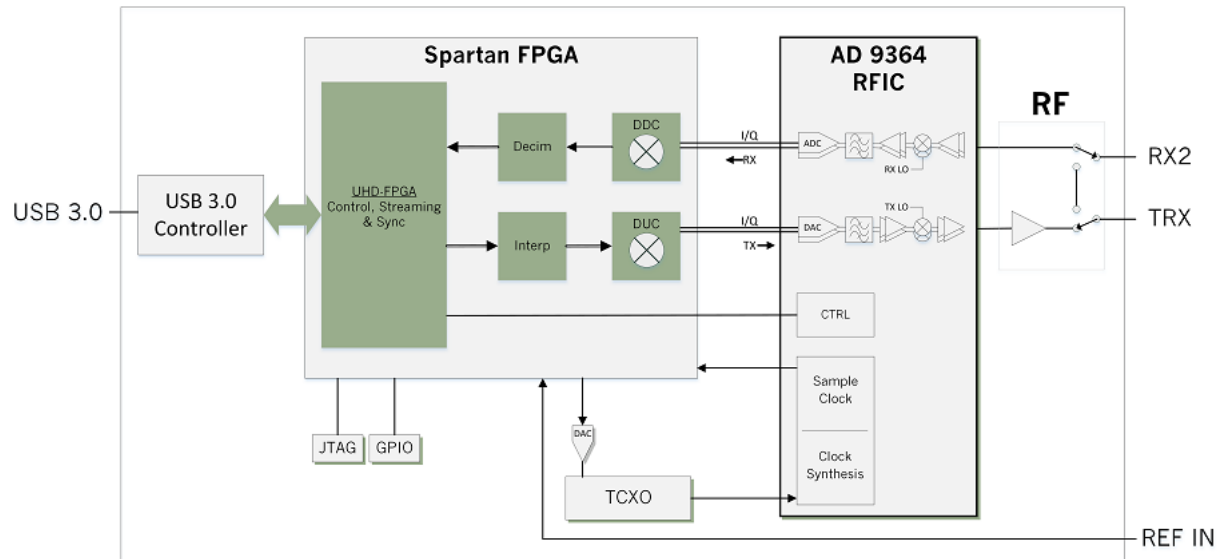 Spartan FPGA
AD 9364
RFIC
RF
DDC
Decim
I/Q
RX
ADC
RX LO
RX2
UHD-FPGA
Control, Streaming
& Sync
USB 3.0
USB 3.0
Controller
TX LO
I/Q
TX
DAC
DUC
Interp
TRX
CTRL
Sample
Clock
Clock
Synthesis
JTAG
GPIO
DAC
TCXO
REF IN